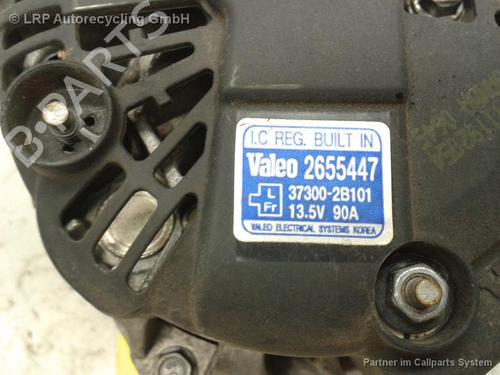 © LRP Autorecycling GmbH
B-PARTS
I.C REG. BUILT IN
Valeo 2655447
L
Fr
37300-2B101
13.5V 90A
VALEO ELECTRICAL SYSTEMS KOREA
Partner im Callparts System